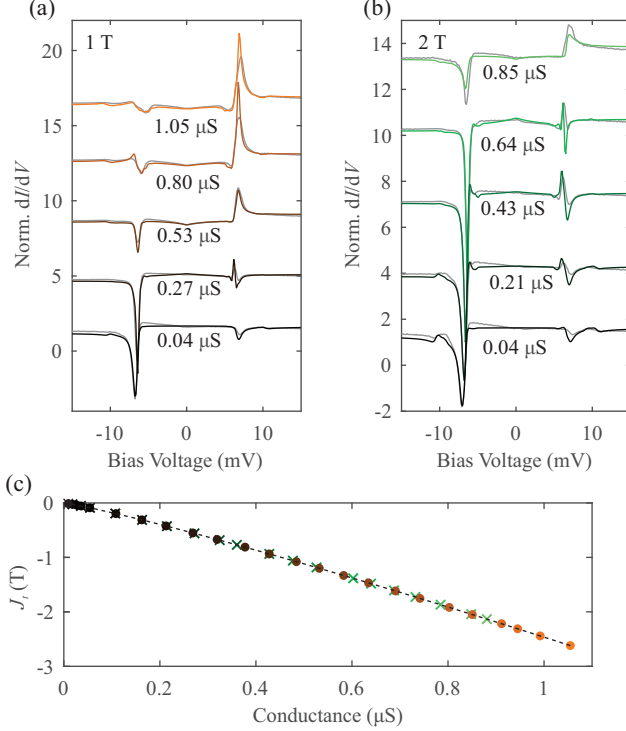 (a)
1 T
20
15
10
5
0
Norm. dI/dV
1.05 μS
0.80 μS
0.53 μS
0.27 μS
0.04 μS
-10
0
10
Bias Voltage (mV)
(b)
2 T
14
12
10
8
6
4
2
0
-2
Norm. dI/dV
0.85 μS
0.64 μS
0.43 μS
0.21 μS
0.04 μS
-10
0
10
Bias Voltage (mV)
(c)
0
-1
-2
-3
Jt (T)
0
0.2
0.4
0.6
0.8
1
Conductance (μS)